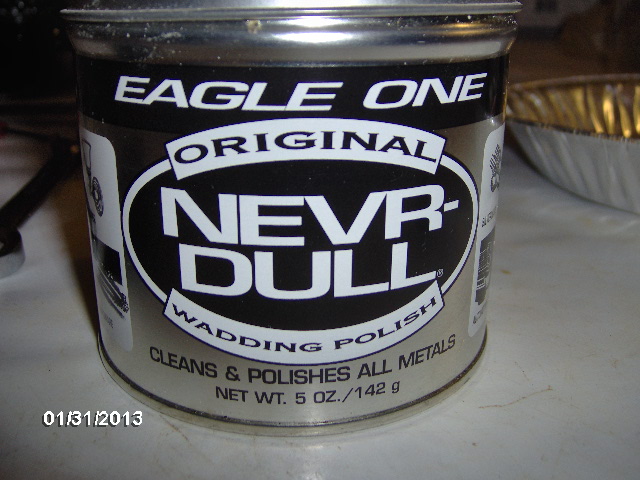 EAGLE ONE
ORIGINAL
NEVR-
DULL®
WADDING POLISH
CLEANS & POLISHES ALL METALS
NET WT. 5 OZ./142 g
01/31/2013